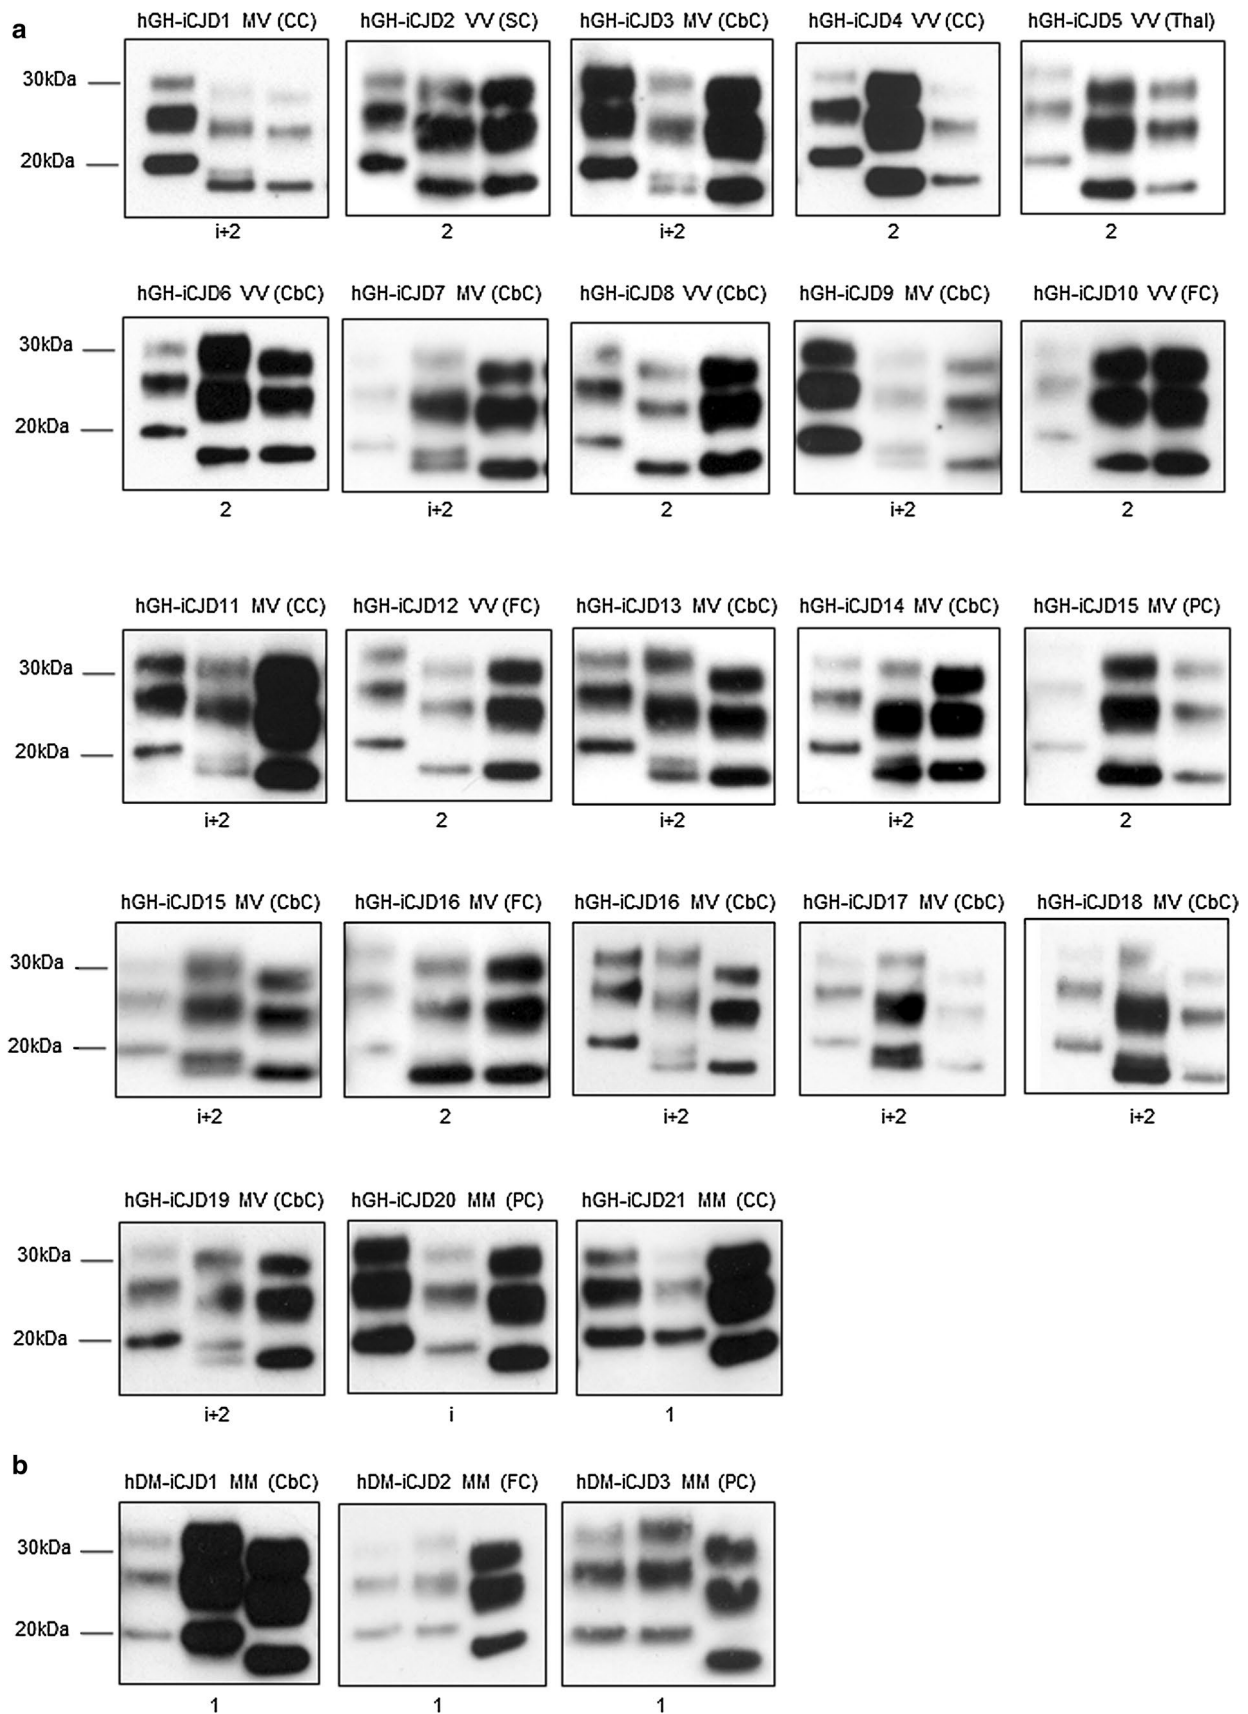 a
hGH-iCJD1 MV (CC) hGH-iCJD2 VV (SC) hGH-iCJD3 MV (CbC) hGH-iCJD4 VV (CC) hGH-iCJD5 VV (Thal)
30kDa
20kDa
i+2 2 i+2 2 2
hGH-iCJD6 VV (CbC) hGH-iCJD7 MV (CbC) hGH-iCJD8 VV (CbC) hGH-iCJD9 MV (CbC) hGH-iCJD10 VV (FC)
30kDa
20kDa
2 i+2 2 i+2 2
hGH-iCJD11 MV (CC) hGH-iCJD12 VV (FC) hGH-iCJD13 MV (CbC) hGH-iCJD14 MV (CbC) hGH-iCJD15 MV (PC)
30kDa
20kDa
i+2 2 i+2 i+2 2
hGH-iCJD15 MV (CbC) hGH-iCJD16 MV (FC) hGH-iCJD16 MV (CbC) hGH-iCJD17 MV (CbC) hGH-iCJD18 MV (CbC)
30kDa
20kDa
i+2 2 i+2 i+2 i+2
hGH-iCJD19 MV (CbC) hGH-iCJD20 MM (PC) hGH-iCJD21 MM (CC)
30kDa
20kDa
i+2 i 1
b
hDM-iCJD1 MM (CbC) hDM-iCJD2 MM (FC) hDM-iCJD3 MM (PC)
30kDa
20kDa
1 1 1